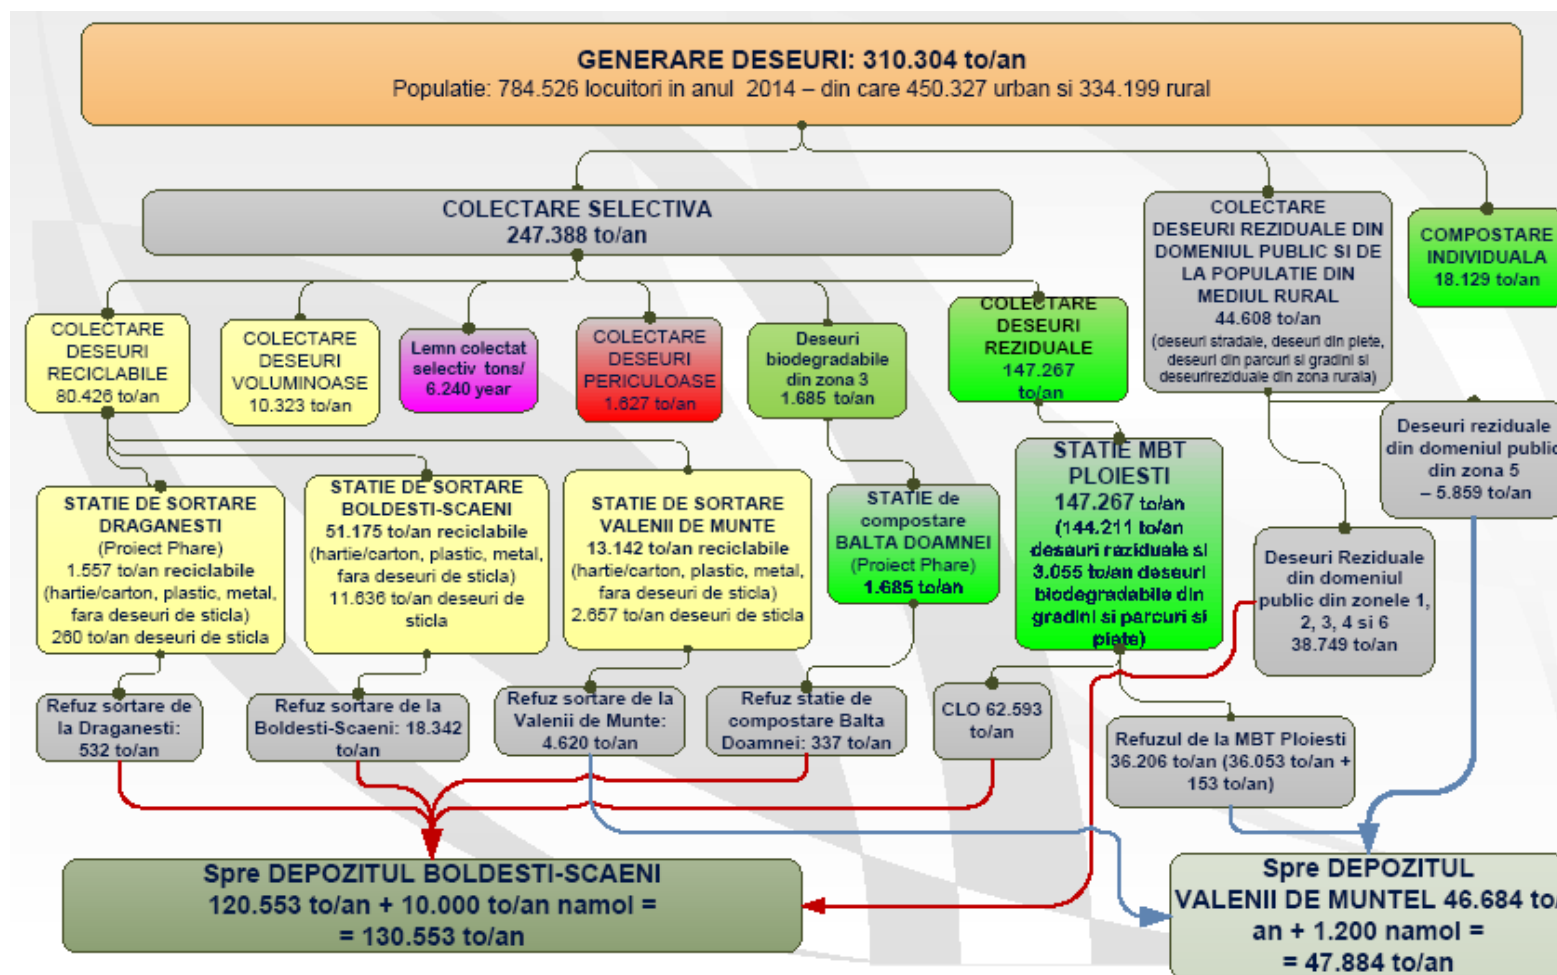 GENERARE DESEURI: 310.304 to/an
Populatie: 784.526 locuitori in anul 2014 – din care 450.327 urban si 334.199 rural
COLECTARE SELECTIVA
247.388 to/an
COLECTARE
DESEURI REZIDUALE DIN
DOMENIUL PUBLIC SI DE
LA POPULATIE DIN
MEDIUL RURAL
44.608 to/an
(deseuri stradale, deseuri din piete,
deseuri din parcuri si gradini si
deseurireziduale din zona rurala)
COMPOSTARE
INDIVIDUALA
18.129 to/an
COLECTARE
DESEURI
RECICLABILE
80.426 to/an
COLECTARE
DESEURI
VOLUMINOASE
10.323 to/an
Lemn colectat
selectiv tons/
6.240 year
COLECTARE
DESEURI
PERICULOASE
1.627 to/an
Deseuri
biodegradabile
din zona 3
1.685 to/an
COLECTARE
DESEURI
REZIDUALE
147.267
to/an
Deseuri reziduale
din domeniul public
din zona 5
– 5.859 to/an
STATIE DE SORTARE
DRAGANESTI
(Proiect Phare)
1.557 to/an reciclabile
(hartie/carton, plastic, metal,
fara deseuri de sticla)
260 to/an deseuri de sticla
STATIE DE SORTARE
BOLDESTI-SCAENI
51.175 to/an reciclabile
(hartie/carton, plastic, metal,
fara deseuri de sticla)
11.636 to/an deseuri de
sticla
STATIE DE SORTARE
VALENII DE MUNTE
13.142 to/an reciclabile
(hartie/carton, plastic, metal,
fara deseuri de sticla)
2.657 to/an deseuri de sticla
STATIE de
compostare
BALTA DOAMNEI
(Proiect Phare)
1.685 to/an
STATIE MBT
PLOIESTI
147.267 to/an
(144.211 to/an
deseuri reziduale si
3.055 to/an deseuri
biodegradabile din
gradini si parcuri si
piete)
Deseuri Reziduale
din domeniul
public din zonele 1,
2, 3, 4 si 6
38.749 to/an
Refuz sortare de
la Draganesti:
532 to/an
Refuz sortare de la
Boldesti-Scaeni: 18.342
to/an
Refuz sortare de la
Valenii de Munte:
4.620 to/an
Refuz statie de
compostare Balta
Doamnei: 337 to/an
CLO 62.593
to/an
Refuzul de la MBT Ploiesti
36.206 to/an (36.053 to/an +
153 to/an)
Spre DEPOZITUL BOLDESTI-SCAENI
120.553 to/an + 10.000 to/an namol =
= 130.553 to/an
Spre DEPOZITUL
VALENII DE MUNTEL 46.684 to/
an + 1.200 namol =
= 47.884 to/an